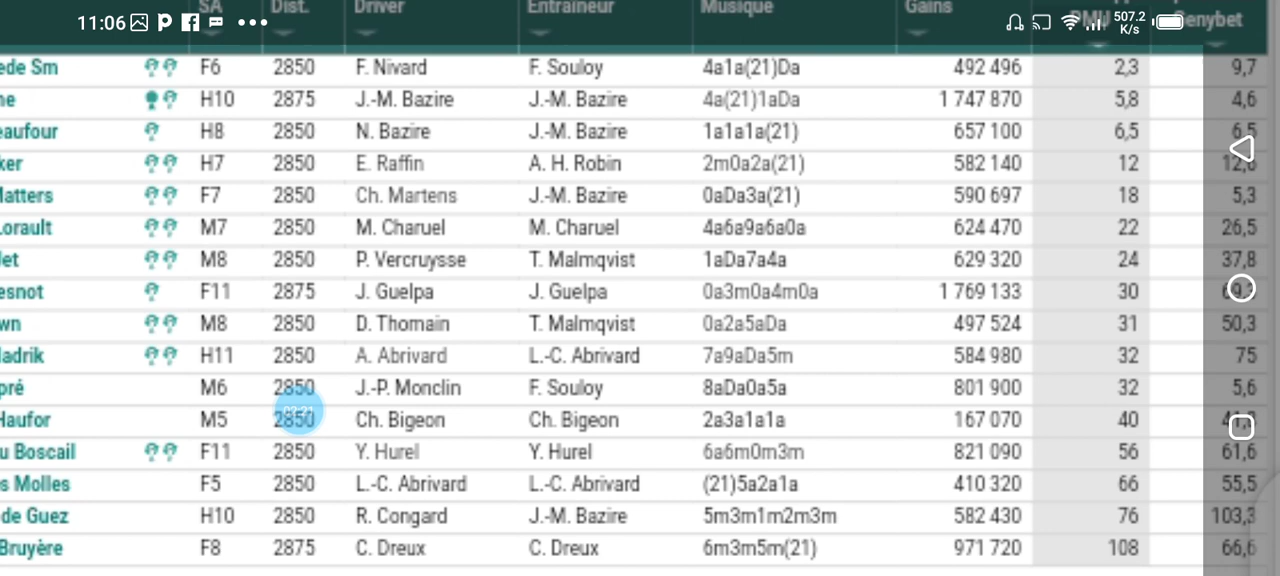 11:06 507.2 K/s
SA Dist. Driver Entraîneur Musique Gains PMU Genybet
ede Sm F6 2850 F. Nivard F. Souloy 4a1a(21)Da 492 496 2,3 9,7
ne H10 2875 J.-M. Bazire J.-M. Bazire 4a(21)1aDa 1 747 870 5,8 4,6
eaufour H8 2850 N. Bazire J.-M. Bazire 1a1a1a(21) 657 100 6,5 6,5
ker H7 2850 E. Raffin A. H. Robin 2m0a2a(21) 582 140 12
Matters F7 2850 Ch. Martens J.-M. Bazire 0aDa3a(21) 590 697 18 5,3
Lorault M7 2850 M. Charuel M. Charuel 4a6a9a6a0a 624 470 22 26,5
Jet M8 2850 P. Vercruysse T. Malmqvist 1aDa7a4a 629 320 24 37,8
esnot F11 2875 J. Guelpa J. Guelpa 0a3m0a4m0a 1 769 133 30
wn M8 2850 D. Thomain T. Malmqvist 0a2a5aDa 497 524 31 50,3
Madrik H11 2850 A. Abrivard L.-C. Abrivard 7a9aDa5m 584 980 32 75
pré M6 2850 J.-P. Monclin F. Souloy 8aDa0a5a 801 900 32 5,6
Haufor M5 2850 Ch. Bigeon Ch. Bigeon 2a3a1a1a 167 070 40
u Boscail F11 2850 Y. Hurel Y. Hurel 6a6m0m3m 821 090 56 61,6
s Molles F5 2850 L.-C. Abrivard L.-C. Abrivard (21)5a2a1a 410 320 66 55,5
de Guez H10 2850 R. Congard J.-M. Bazire 5m3m1m2m3m 582 430 76 103,3
Bruyère F8 2875 C. Dreux C. Dreux 6m3m5m(21) 971 720 108 66,6